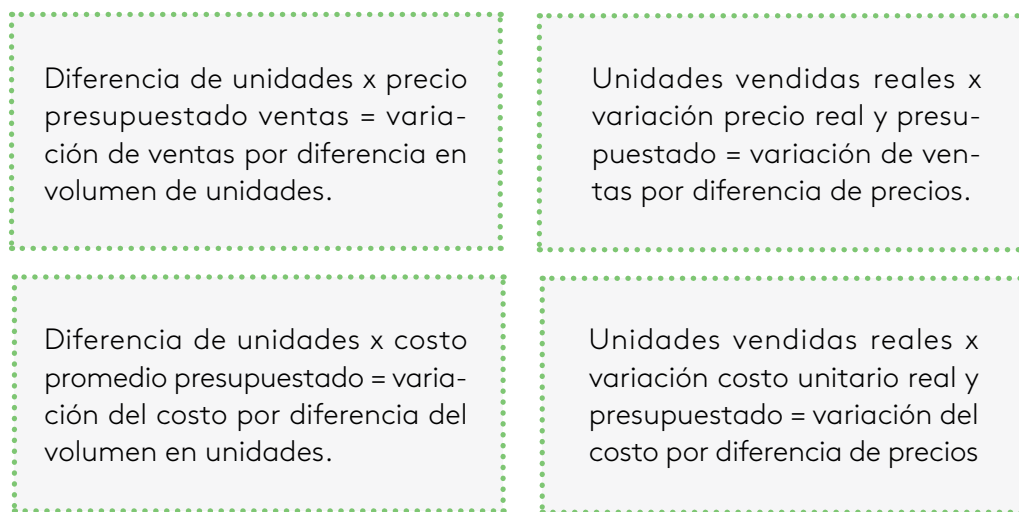 Diferencia de unidades x precio
presupuestado ventas = varia-
ción de ventas por diferencia en
volumen de unidades.
Unidades vendidas reales x
variación precio real y presu-
puestado = variación de ven-
tas por diferencia de precios.
Diferencia de unidades x costo
promedio presupuestado = varia-
ción del costo por diferencia del
volumen en unidades.
Unidades vendidas reales x
variación costo unitario real y
presupuestado = variación del
costo por diferencia de precios